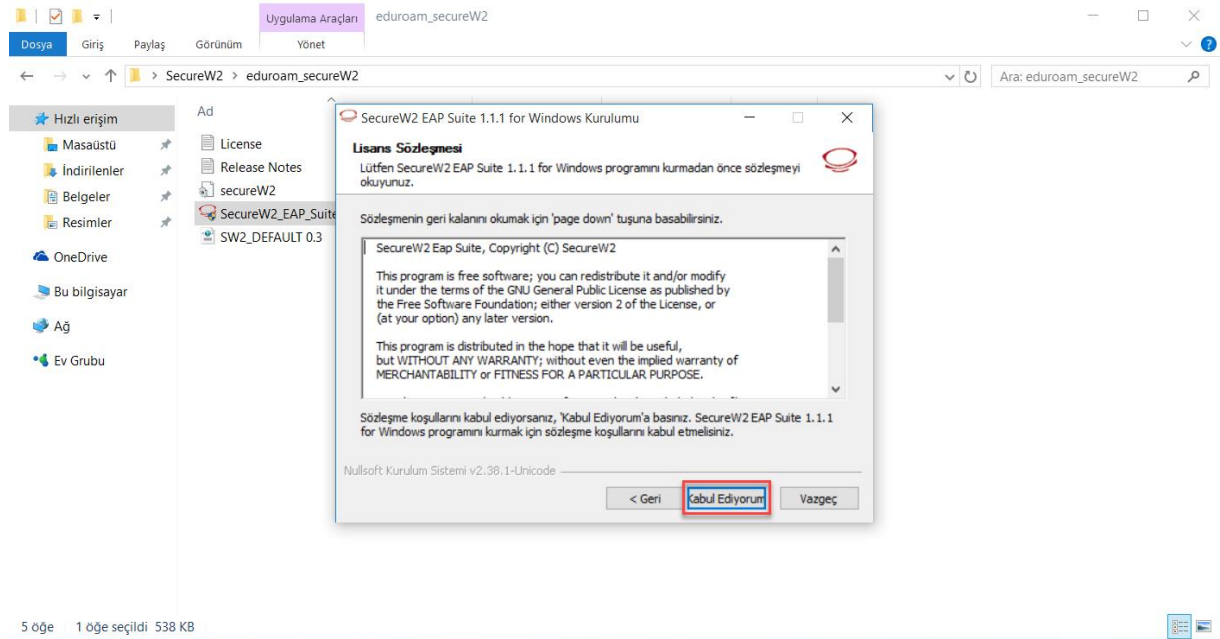 Uygulama Araçları
eduroam_secureW2
Dosya
Giriş
Paylaş
Görünüm
Yönet
?
> SecureW2 > eduroam_secureW2
Ara: eduroam_secureW2
Hızlı erişim
Masaüstü
İndirilenler
Belgeler
Resimler
OneDrive
Bu bilgisayar
Ağ
Ev Grubu
Ad
License
Release Notes
secureW2
SecureW2_EAP_Suite
SW2_DEFAULT 0.3
SecureW2 EAP Suite 1.1.1 for Windows Kurulumu
Lisans Sözleşmesi
Lütfen SecureW2 EAP Suite 1.1.1 for Windows programını kurmadan önce sözleşmeyi
okuyunuz.
Sözleşmenin geri kalanını okumak için 'page down' tuşuna basabilirsiniz.
SecureW2 Eap Suite, Copyright (C) SecureW2
This program is free software; you can redistribute it and/or modify
it under the terms of the GNU General Public License as published by
the Free Software Foundation; either version 2 of the License, or
(at your option) any later version.
This program is distributed in the hope that it will be useful,
but WITHOUT ANY WARRANTY; without even the implied warranty of
MERCHANTABILITY or FITNESS FOR A PARTICULAR PURPOSE.
Sözleşme koşullarını kabul ediyorsanız, 'Kabul Ediyorum'a basınız. SecureW2 EAP Suite 1.1.1
for Windows programını kurmak için sözleşme koşullarını kabul etmelisiniz.
Nullsoft Kurulum Sistemi v2.38.1-Unicode
< Geri
Kabul Ediyorum
Vazgeç
5 öğe
1 öğe seçildi 538 KB